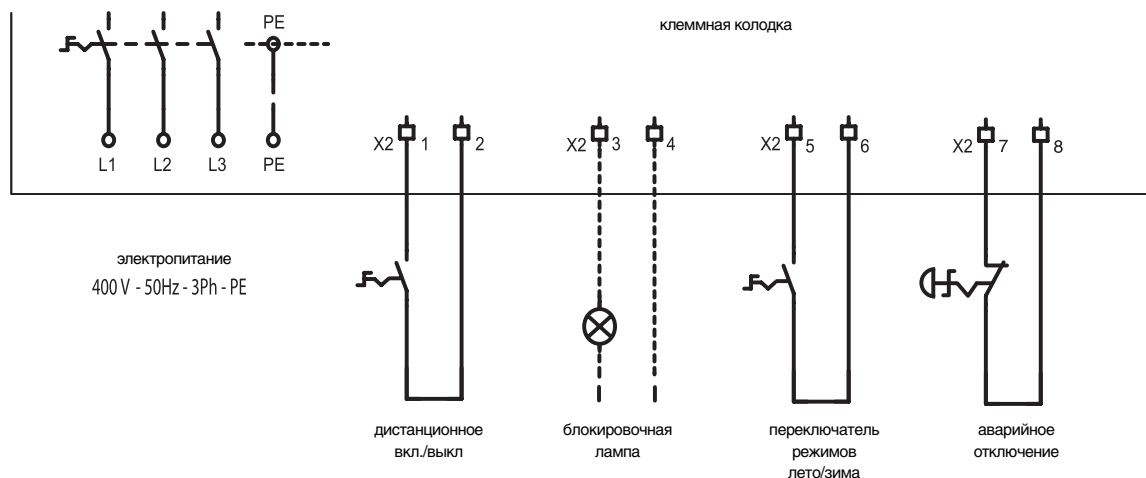 клеммная колодка
PE
L1 L2 L3 PE
X2 1 2 X2 3 4 X2 5 6 X2 7 8
электропитание
400 V - 50Hz - 3Ph - PE
дистанционное
вкл./выкл
блокировочная
лампа
переключатель
режимов
лето/зима
аварийное
отключение